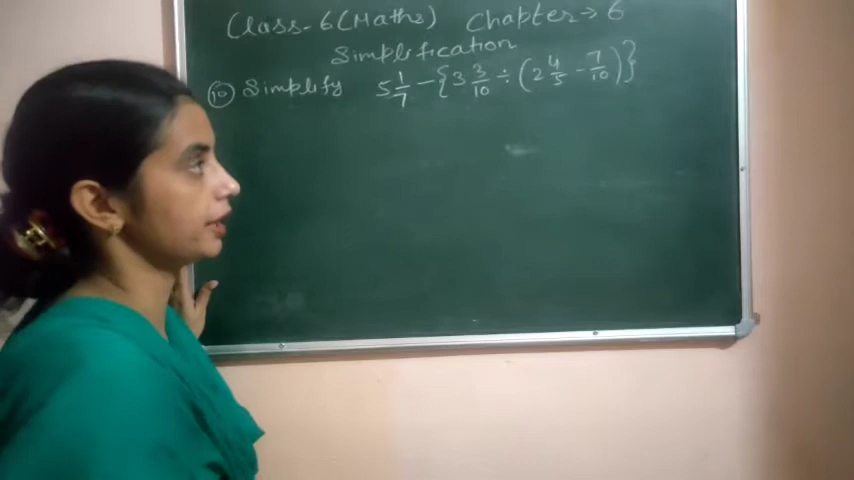 Class-6 (Maths) Chapter→ 6
Simplification
(10) Simplify 5 1/7 - {3 3/10 ÷ (2 4/5 - 7/10)}